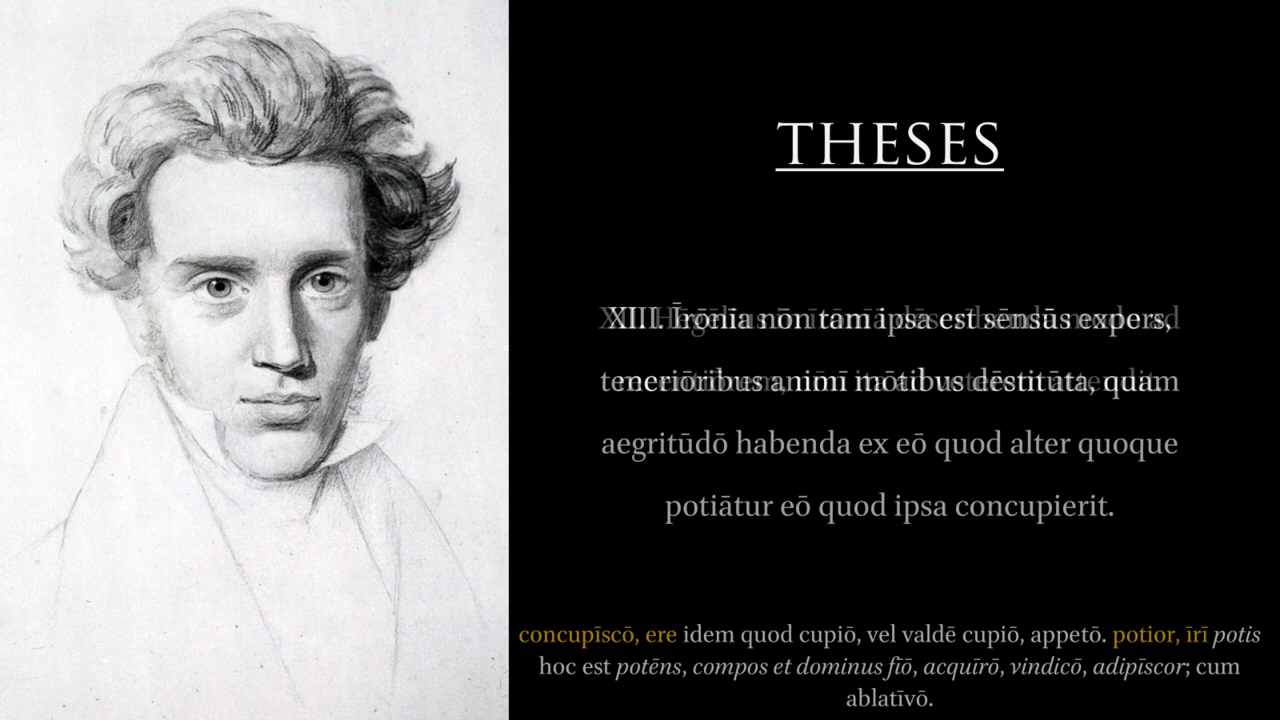 THESES
XIII. Īrōnia nōn tam ipsa est sēnsūs expers,
teneriōribus animī mōtibus dēstitūta, quam
aegritūdō habenda ex eō quod alter quoque
potiātur eō quod ipsa concupierit.
concupīscō, ere idem quod cupiō, vel valdē cupiō, appetō. potior, īrī potis
hoc est potēns, compos et dominus fīō, acquīrō, vindicō, adipīscor; cum
ablatīvō.